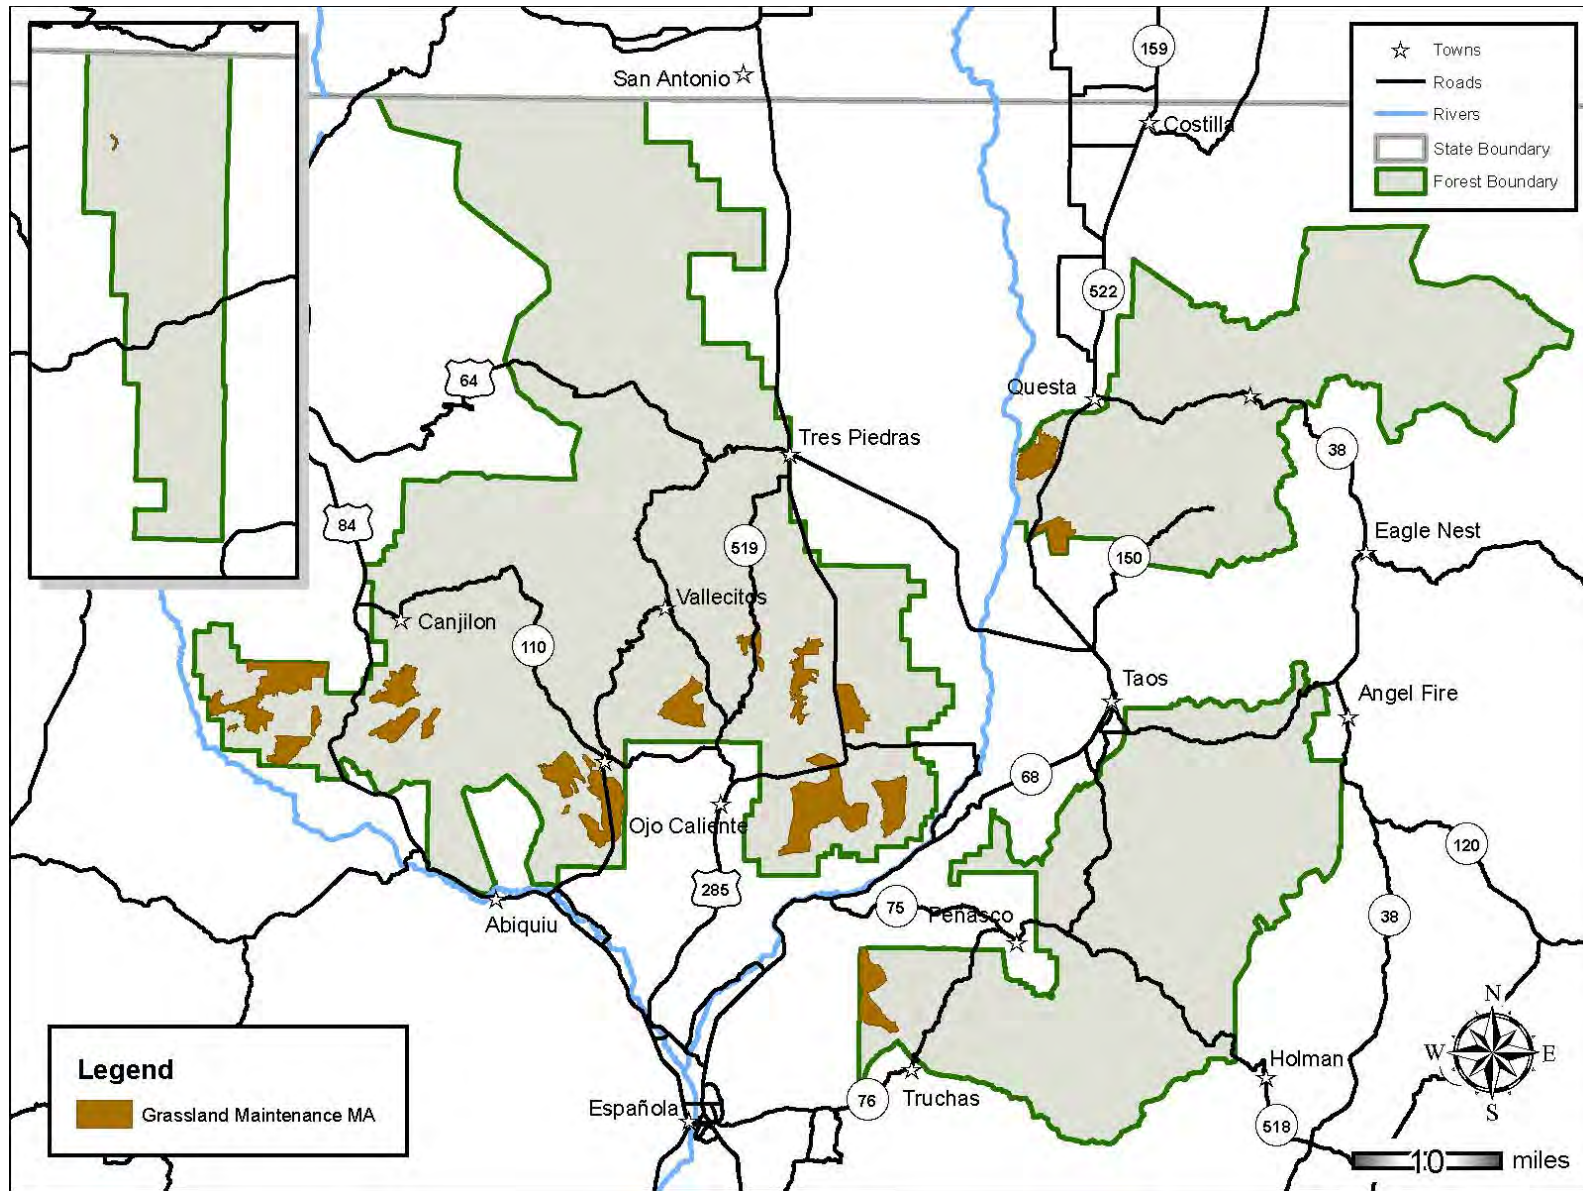 San Antonio
159
Towns
Roads
Rivers
State Boundary
Forest Boundary
Costilla
522
64
Questa
Tres Piedras
38
84
519
150
Eagle Nest
Canjilon
Vallecitos
110
Taos
Angel Fire
68
Ojo Caliente
120
285
75
Peñasco
38
Abiquiu
N
W
E
S
Legend
Grassland Maintenance MA
Española
76
Truchas
Holman
518
10 miles